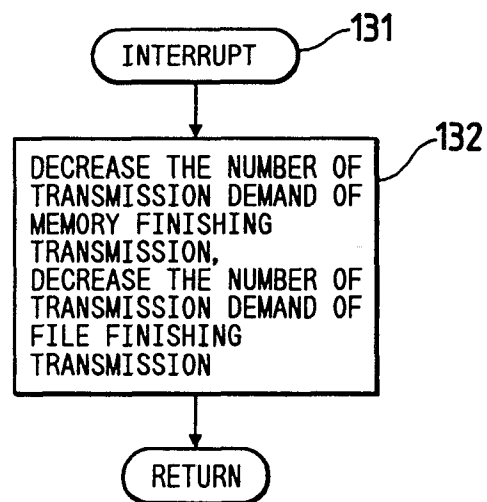 131
INTERRUPT
132
DECREASE THE NUMBER OF
TRANSMISSION DEMAND OF
MEMORY FINISHING
TRANSMISSION,
DECREASE THE NUMBER OF
TRANSMISSION DEMAND OF
FILE FINISHING
TRANSMISSION
RETURN